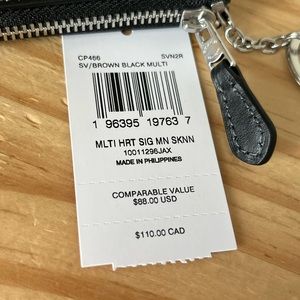 CP466 SVN2R
SV/BROWN BLACK MULTI
1 96395 19763 7
MLTI HRT SIG MN SKNN
10011296JAX
MADE IN PHILIPPINES
COMPARABLE VALUE
$88.00 USD
$110.00 CAD